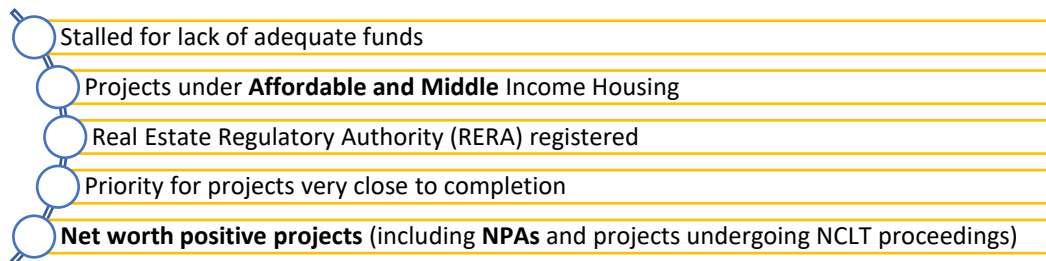 Stalled for lack of adequate funds
Projects under Affordable and Middle Income Housing
Real Estate Regulatory Authority (RERA) registered
Priority for projects very close to completion
Net worth positive projects (including NPAs and projects undergoing NCLT proceedings)